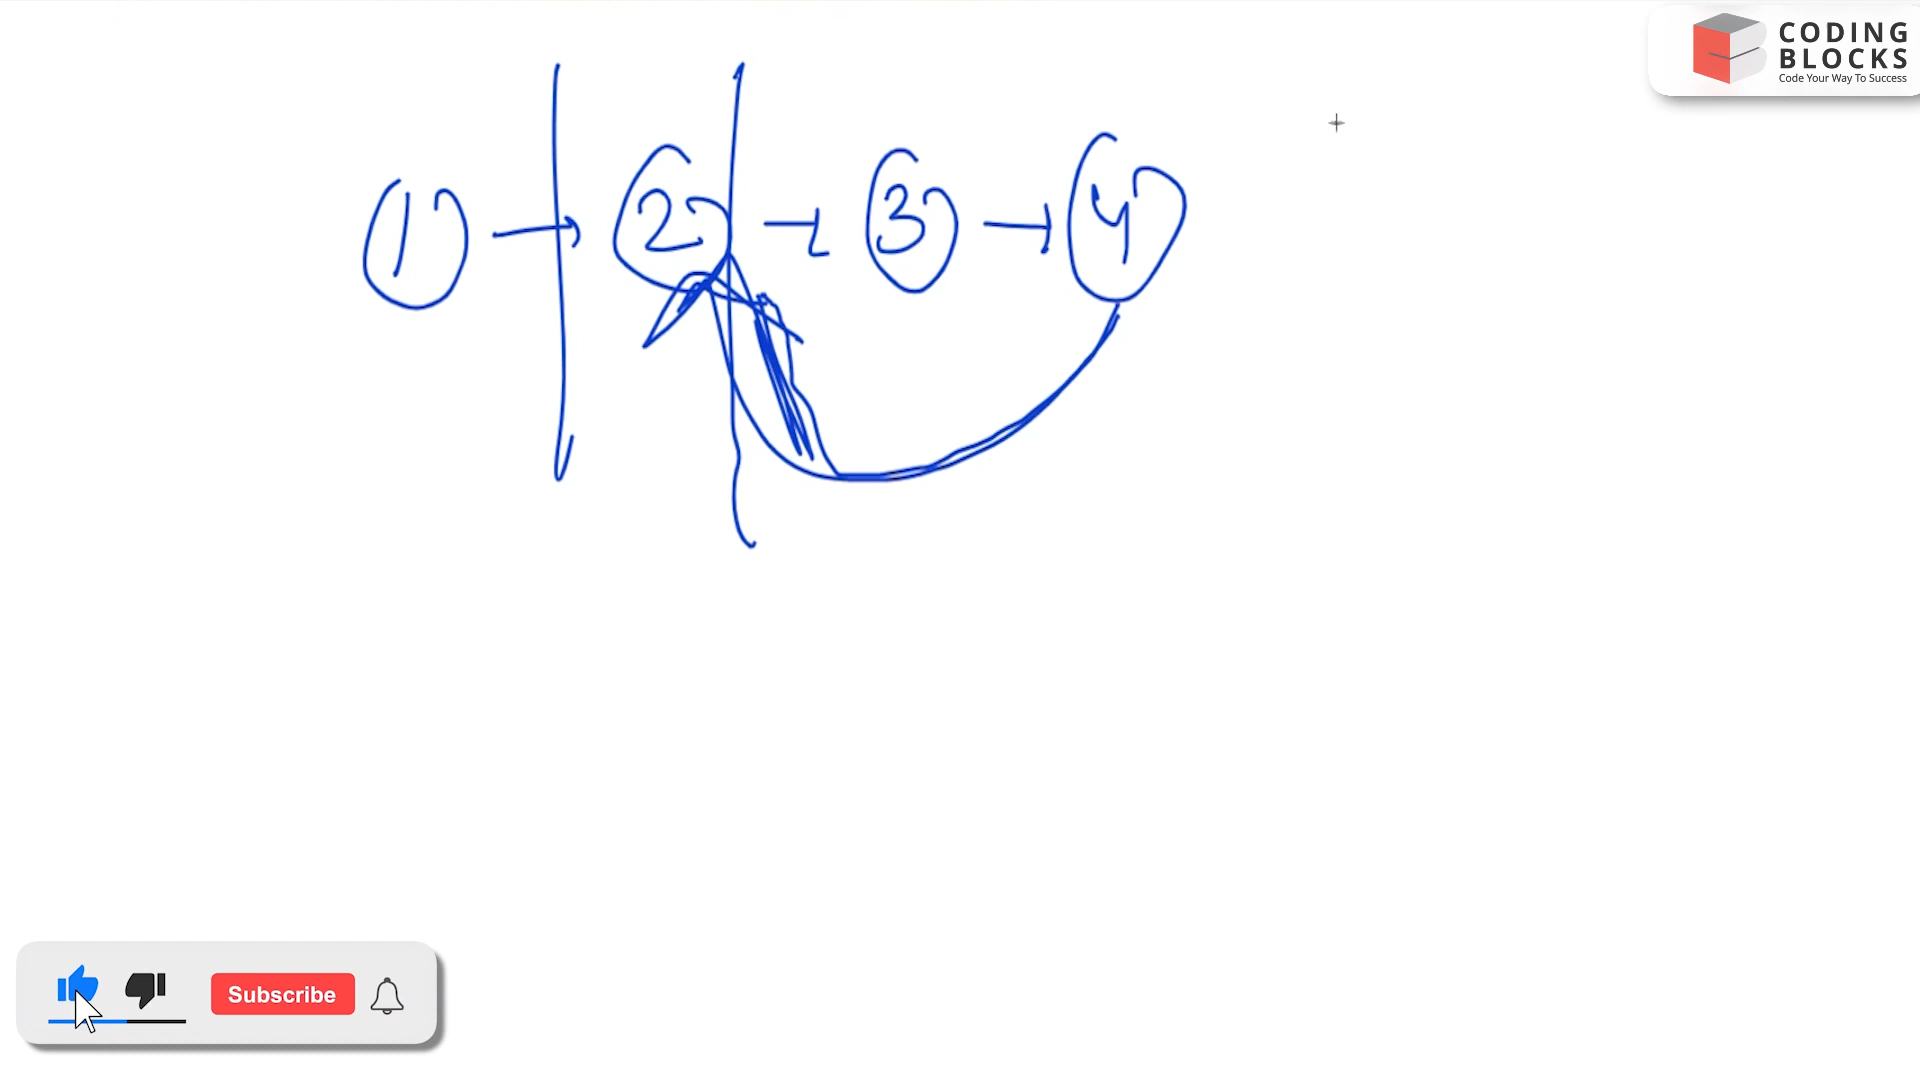 CODING
BLOCKS
Code Your Way To Success
1 → 2 → 3 → 4
Subscribe